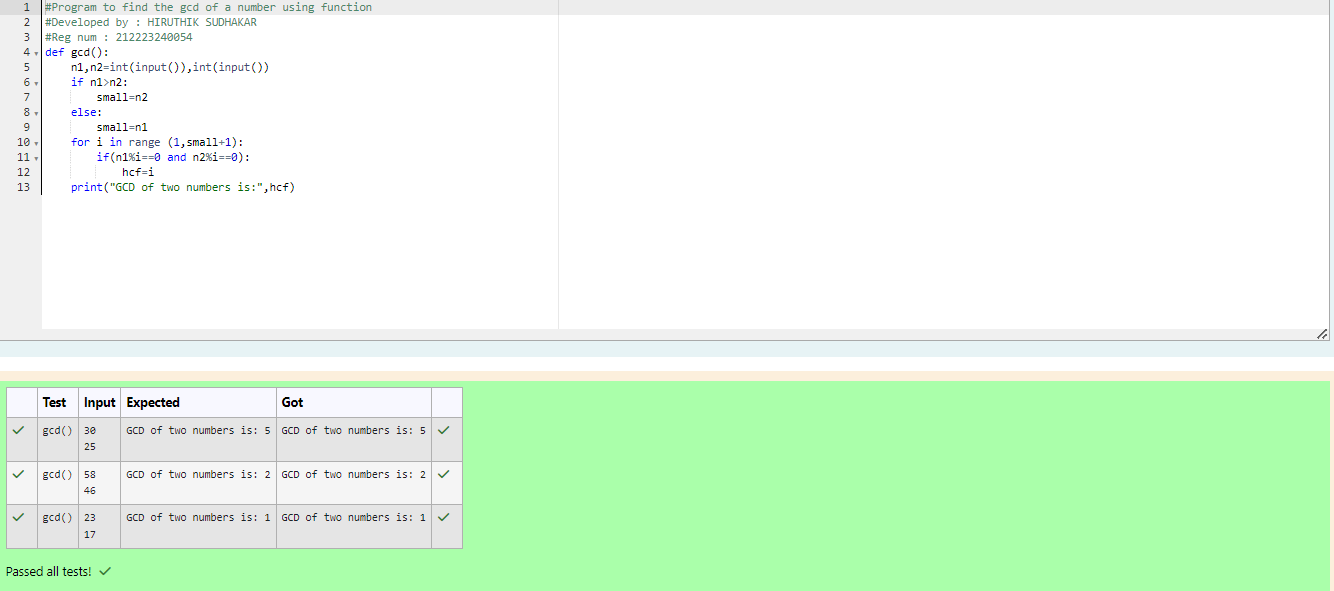 1 #Program to find the gcd of a number using function
2 #Developed by : HIRUTHIK SUDHAKAR
3 #Reg num : 212223240054
4 def gcd():
5     n1,n2=int(input()),int(input())
6     if n1>n2:
7         small=n2
8     else:
9         small=n1
10     for i in range (1,small+1):
11         if(n1%i==0 and n2%i==0):
12             hcf=i
13     print("GCD of two numbers is:",hcf)
Test Input Expected Got
gcd() 30 GCD of two numbers is: 5 GCD of two numbers is: 5
25
gcd() 58 GCD of two numbers is: 2 GCD of two numbers is: 2
46
gcd() 23 GCD of two numbers is: 1 GCD of two numbers is: 1
17
Passed all tests!